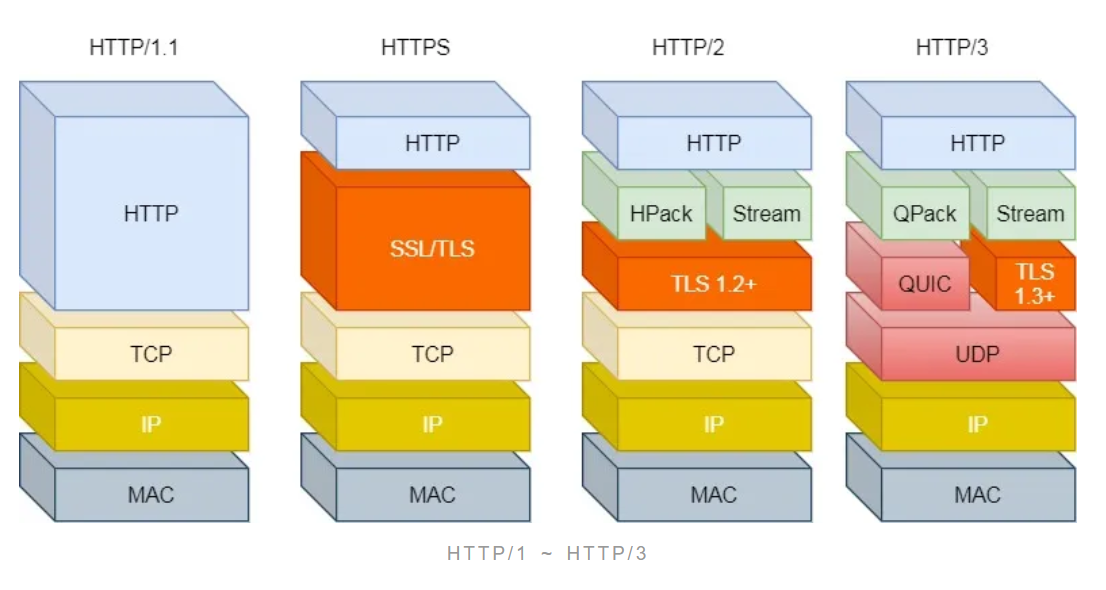 HTTP/1.1
HTTPS
HTTP/2
HTTP/3
HTTP
TCP
IP
MAC
HTTP
SSL/TLS
TCP
IP
MAC
HTTP
HPack
Stream
TLS 1.2+
TCP
IP
MAC
HTTP
QPack
Stream
QUIC
TLS
1.3+
UDP
IP
MAC
HTTP/1 ~ HTTP/3